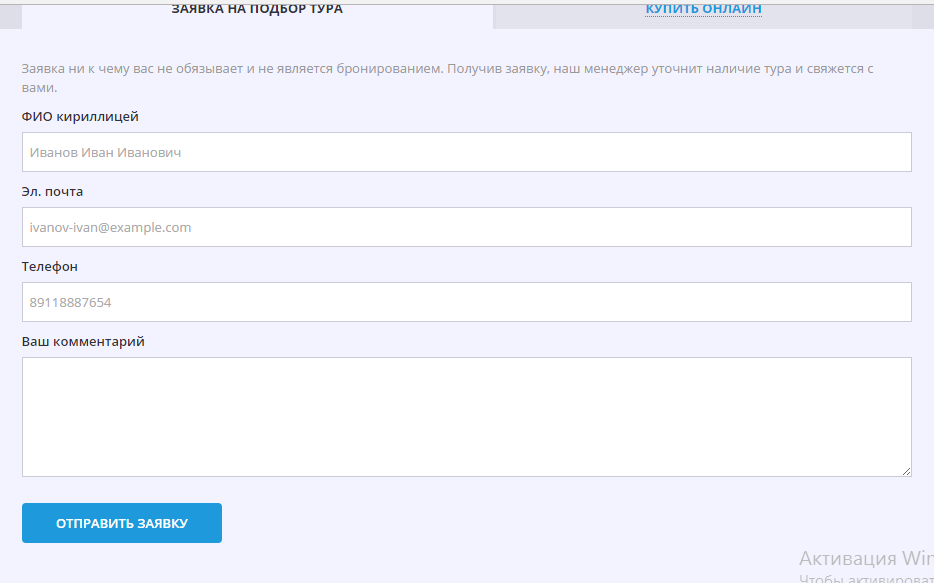 ЗАЯВКА НА ПОДБОР ТУРА
КУПИТЬ ОНЛАЙН
Заявка ни к чему вас не обязывает и не является бронированием. Получив заявку, наш менеджер уточнит наличие тура и свяжется с
вами.
ФИО кириллицей
Иванов Иван Иванович
Эл. почта
ivanov-ivan@example.com
Телефон
89118887654
Ваш комментарий
ОТПРАВИТЬ ЗАЯВКУ
Активация Win
Чтобы активироват